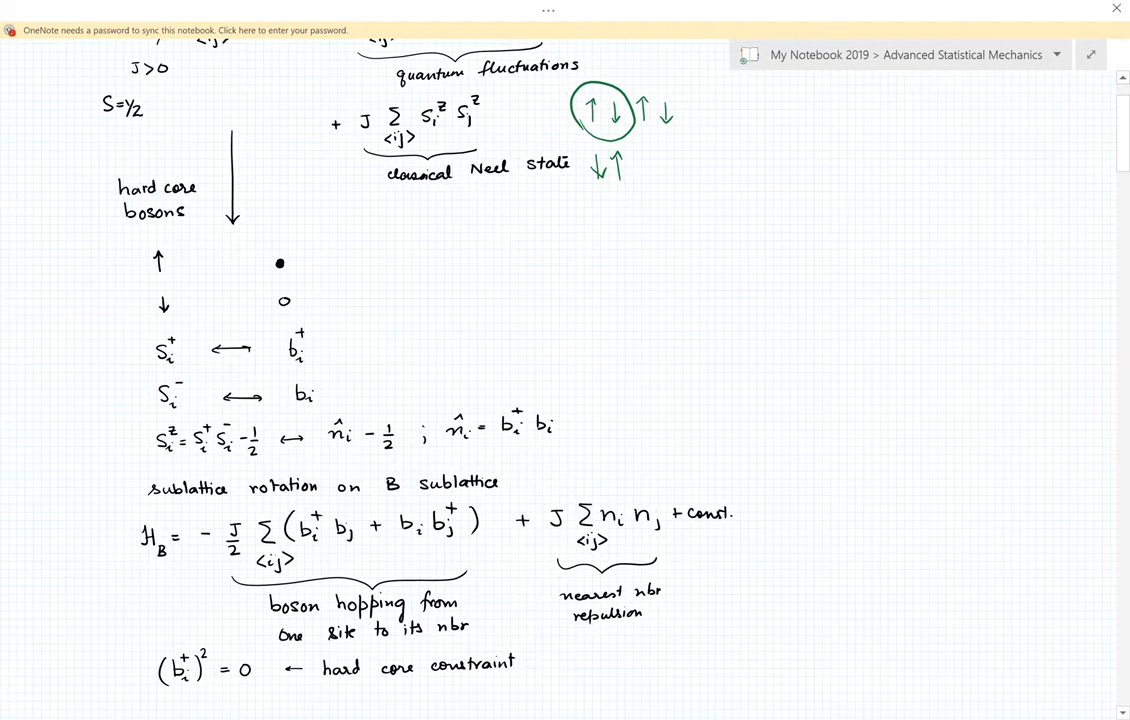 OneNote needs a password to sync this notebook. Click here to enter your password.
My Notebook 2019 > Advanced Statistical Mechanics
<ij> <ij>
J>0
quantum fluctuations
S=1/2
+ J Σ S_i^z S_j^z ↑ ↓ ↑ ↓
<ij>
classical Neel state ↓ ↑
hard core
bosons
↑ •
↓ o
S_i^+ ⟷ b_i^+
S_i^- ⟷ b_i
S_i^z = S_i^+ S_i^- - 1/2 ↔ n̂_i - 1/2 ; n̂_i = b_i^+ b_i
sublattice rotation on B sublattice
H_B = - J/2 Σ (b_i^+ b_j + b_i b_j^+) + J Σ n_i n_j + const.
<ij> <ij>
boson hopping from
one site to its nbr
nearest nbr
repulsion
(b_i^+)^2 = 0 ← hard core constraint